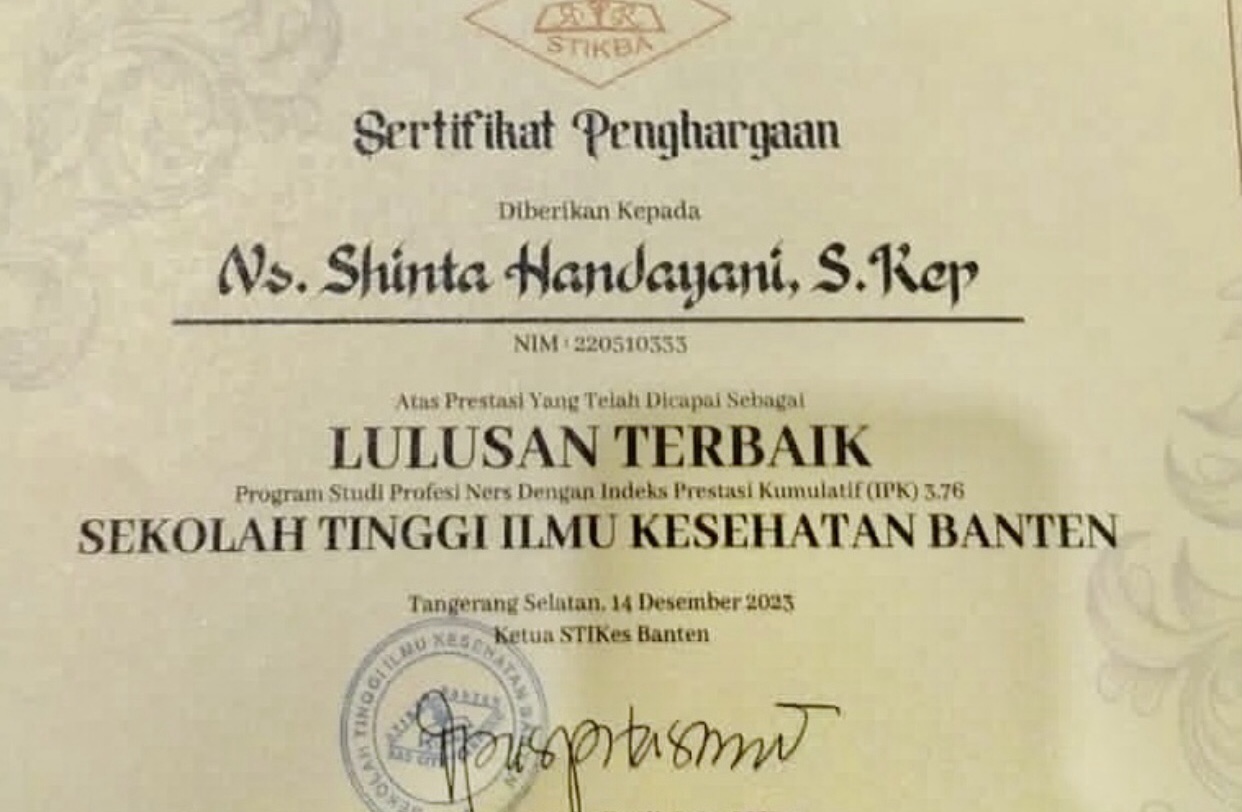 STIKBA
Sertifikat Penghargaan
Diberikan Kepada
Ns. Shinta Handayani, S.Kep
NIM : 220510333
Atas Prestasi Yang Telah Dicapai Sebagai
LULUSAN TERBAIK
Program Studi Profesi Ners Dengan Indeks Prestasi Kumulatif (IPK) 3.76
SEKOLAH TINGGI ILMU KESEHATAN BANTEN
Tangerang Selatan, 14 Desember 2023
Ketua STIKes Banten
SEKOLAH TINGGI ILMU KESEHATAN